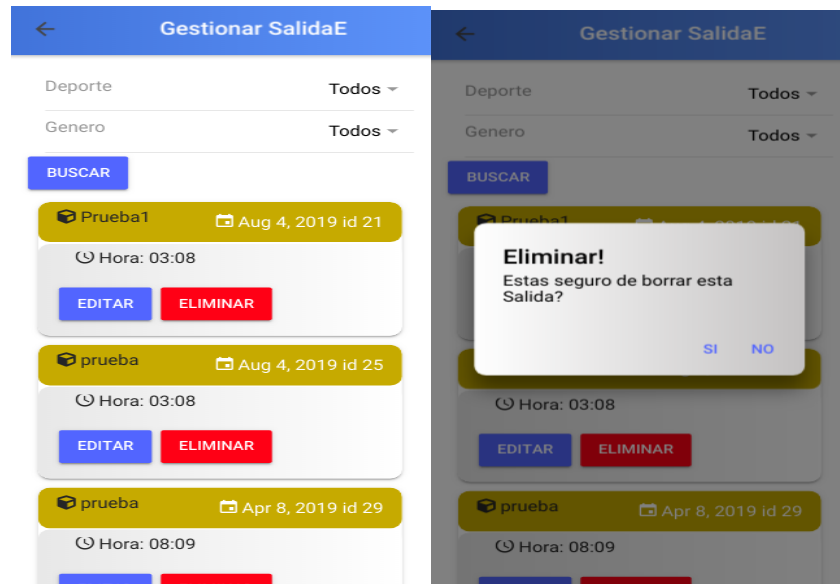 Gestionar SalidaE
Deporte Todos
Genero Todos
BUSCAR
Prueba1 Aug 4, 2019 id 21
Hora: 03:08
EDITAR ELIMINAR
prueba Aug 4, 2019 id 25
Hora: 03:08
EDITAR ELIMINAR
prueba Apr 8, 2019 id 29
Hora: 08:09
Gestionar SalidaE
Deporte Todos
Genero Todos
BUSCAR
Prueba1
Eliminar!
Estas seguro de borrar esta
Salida?
SI NO
Hora: 03:08
EDITAR ELIMINAR
prueba Apr 8, 2019 id 29
Hora: 08:09